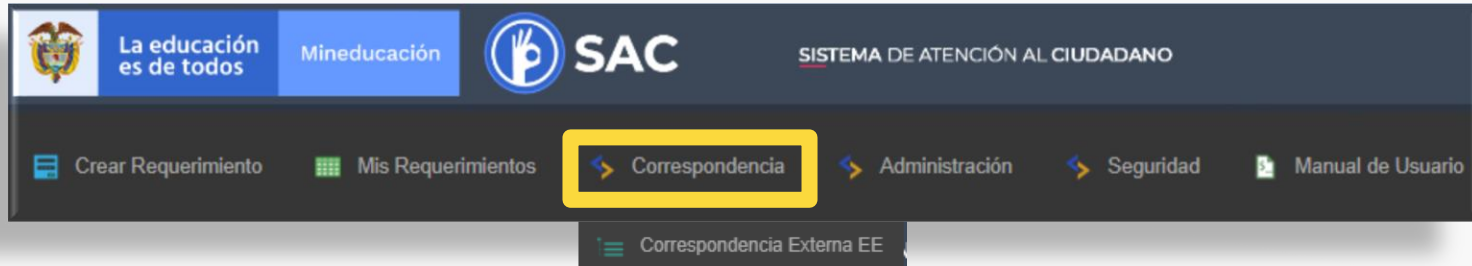 La educación
es de todos
Mineducación
SAC
SISTEMA DE ATENCIÓN AL CIUDADANO
Crear Requerimiento
Mis Requerimientos
Correspondencia
Administración
Seguridad
Manual de Usuario
Correspondencia Externa EE